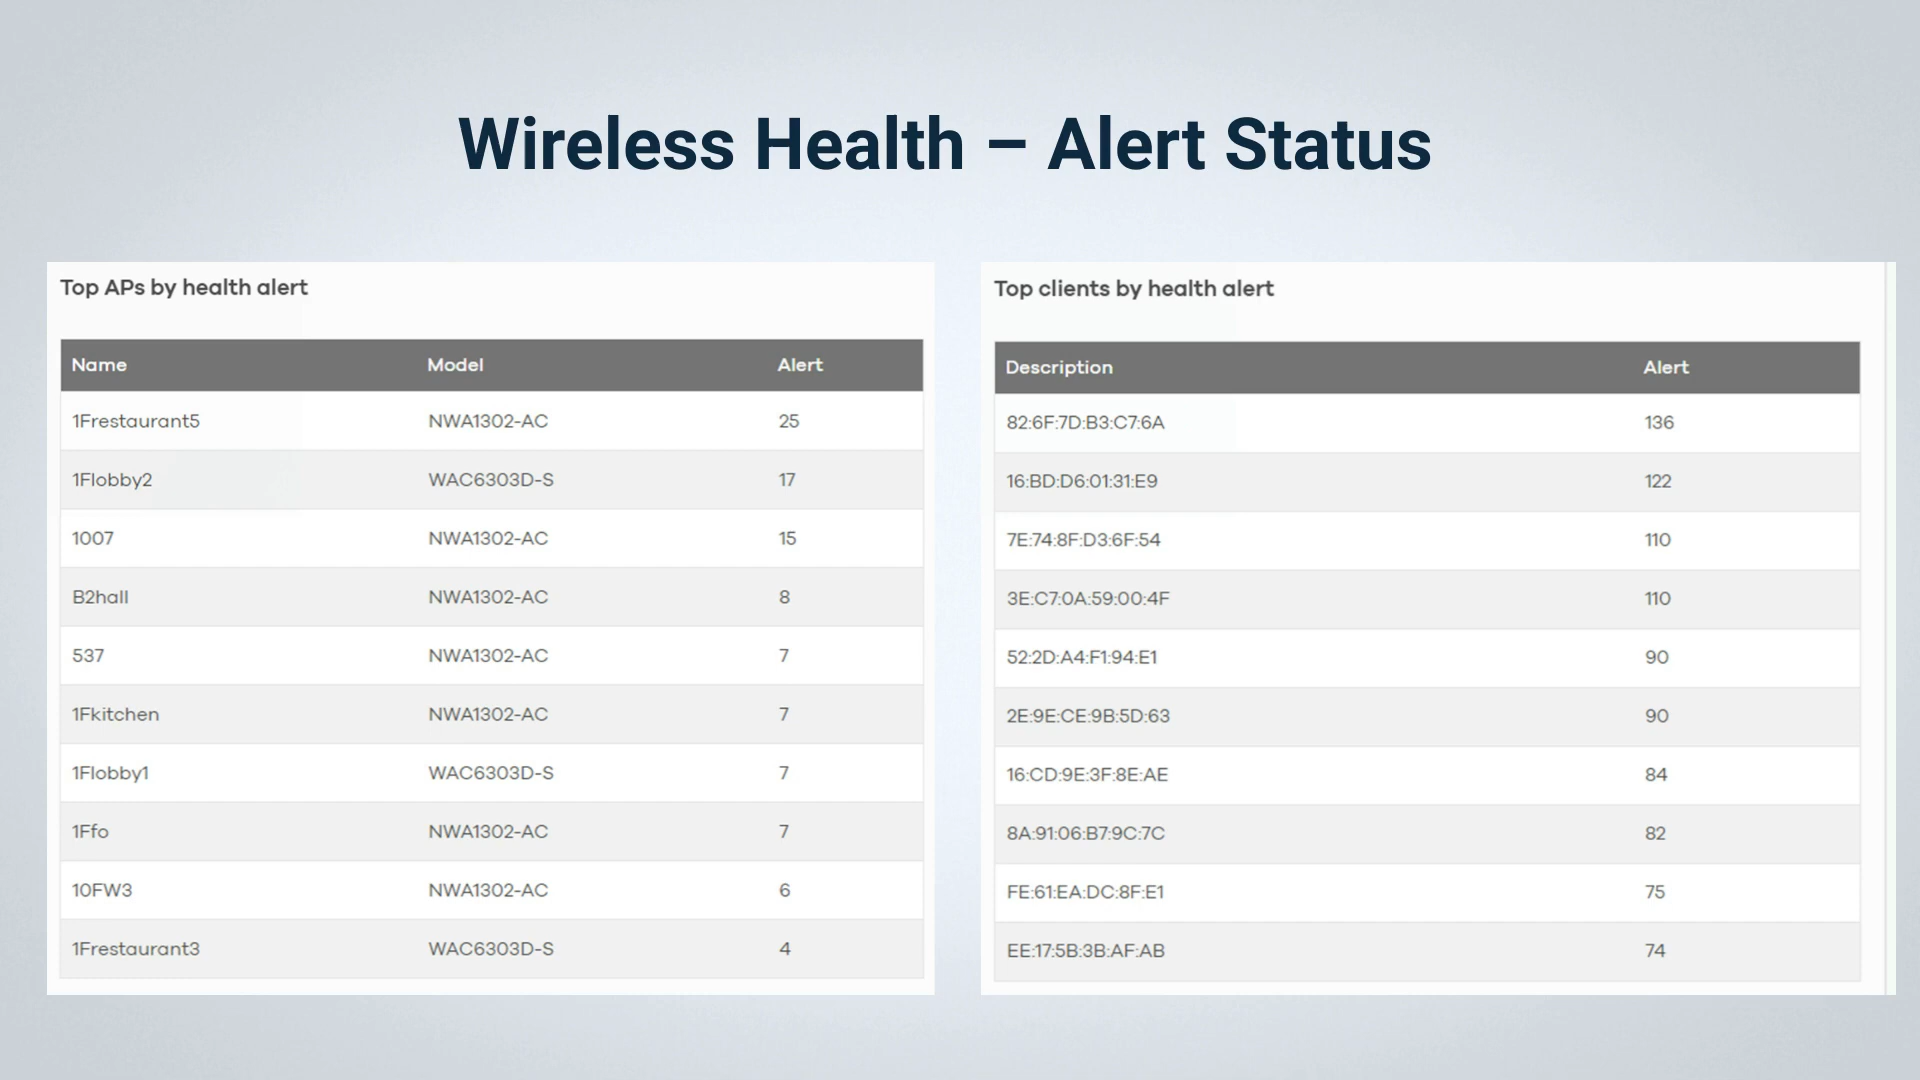 Wireless Health – Alert Status
Top APs by health alert
Name Model Alert
1Frestaurant5 NWA1302-AC 25
1Flobby2 WAC6303D-S 17
1007 NWA1302-AC 15
B2hall NWA1302-AC 8
537 NWA1302-AC 7
1Fkitchen NWA1302-AC 7
1Flobby1 WAC6303D-S 7
1Ffo NWA1302-AC 7
10FW3 NWA1302-AC 6
1Frestaurant3 WAC6303D-S 4
Top clients by health alert
Description Alert
82:6F:7D:B3:C7:6A 136
16:BD:D6:01:31:E9 122
7E:74:8F:D3:6F:54 110
3E:C7:0A:59:00:4F 110
52:2D:A4:F1:94:E1 90
2E:9E:CE:9B:5D:63 90
16:CD:9E:3F:8E:AE 84
8A:91:06:B7:9C:7C 82
FE:61:EA:DC:8F:E1 75
EE:17:5B:3B:AF:AB 74